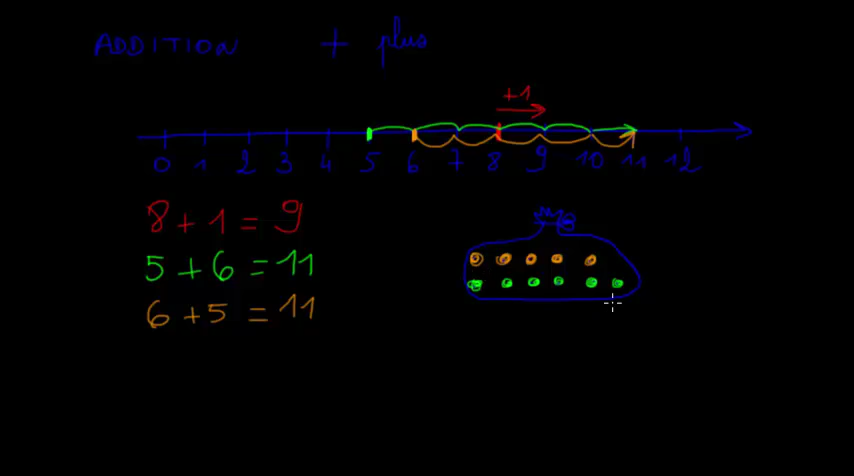 ADDITION + plus
+1
0 1 2 3 4 5 6 7 8 9 10 11 12
8 + 1 = 9
5 + 6 = 11
6 + 5 = 11